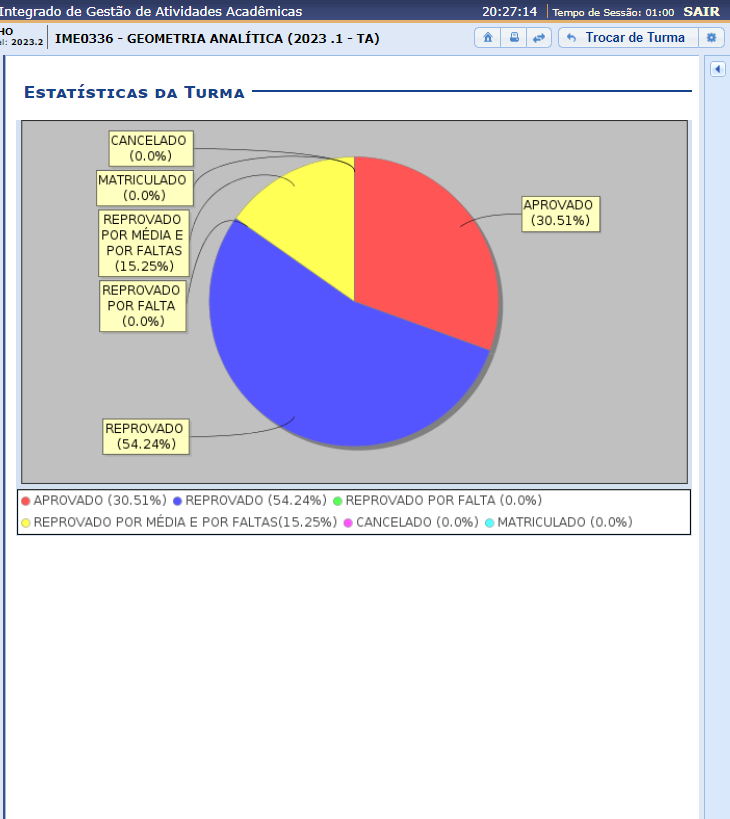 Integrado de Gestão de Atividades Acadêmicas 20:27:14 Tempo de Sessão: 01:00 SAIR
HO
el: 2023.2
IME0336 - GEOMETRIA ANALÍTICA (2023 .1 - TA)
Trocar de Turma
Estatísticas da Turma
CANCELADO
(0.0%)
MATRICULADO
(0.0%)
REPROVADO
POR MÉDIA E
POR FALTAS
(15.25%)
REPROVADO
POR FALTA
(0.0%)
REPROVADO
(54.24%)
APROVADO
(30.51%)
APROVADO (30.51%) REPROVADO (54.24%) REPROVADO POR FALTA (0.0%)
REPROVADO POR MÉDIA E POR FALTAS(15.25%) CANCELADO (0.0%) MATRICULADO (0.0%)